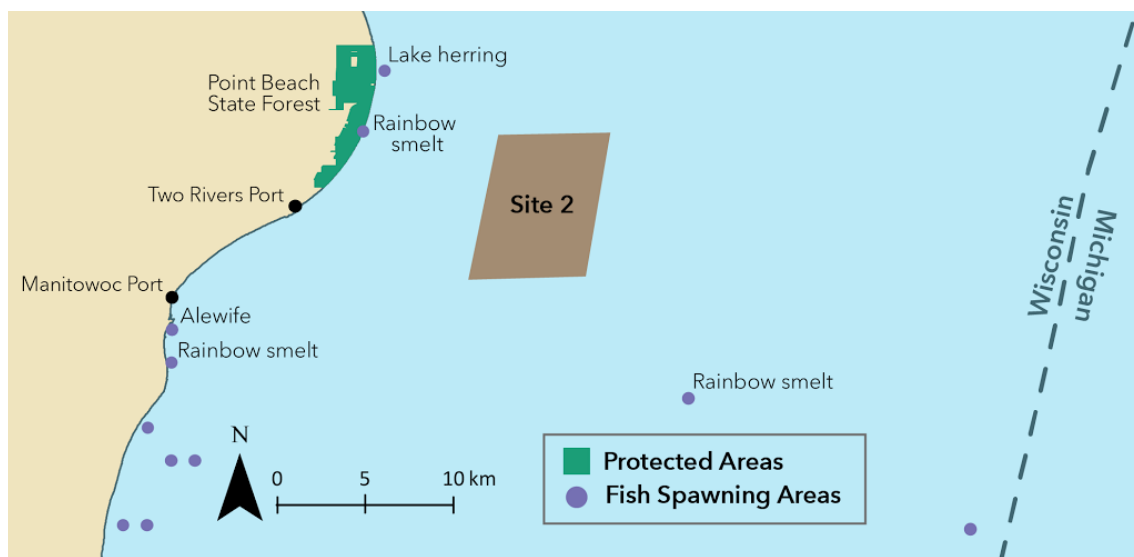 Lake herring
Point Beach
State Forest
Rainbow
smelt
Two Rivers Port
Site 2
Wisconsin
Michigan
Manitowoc Port
Alewife
Rainbow smelt
Rainbow smelt
N
0 5 10 km
Protected Areas
Fish Spawning Areas